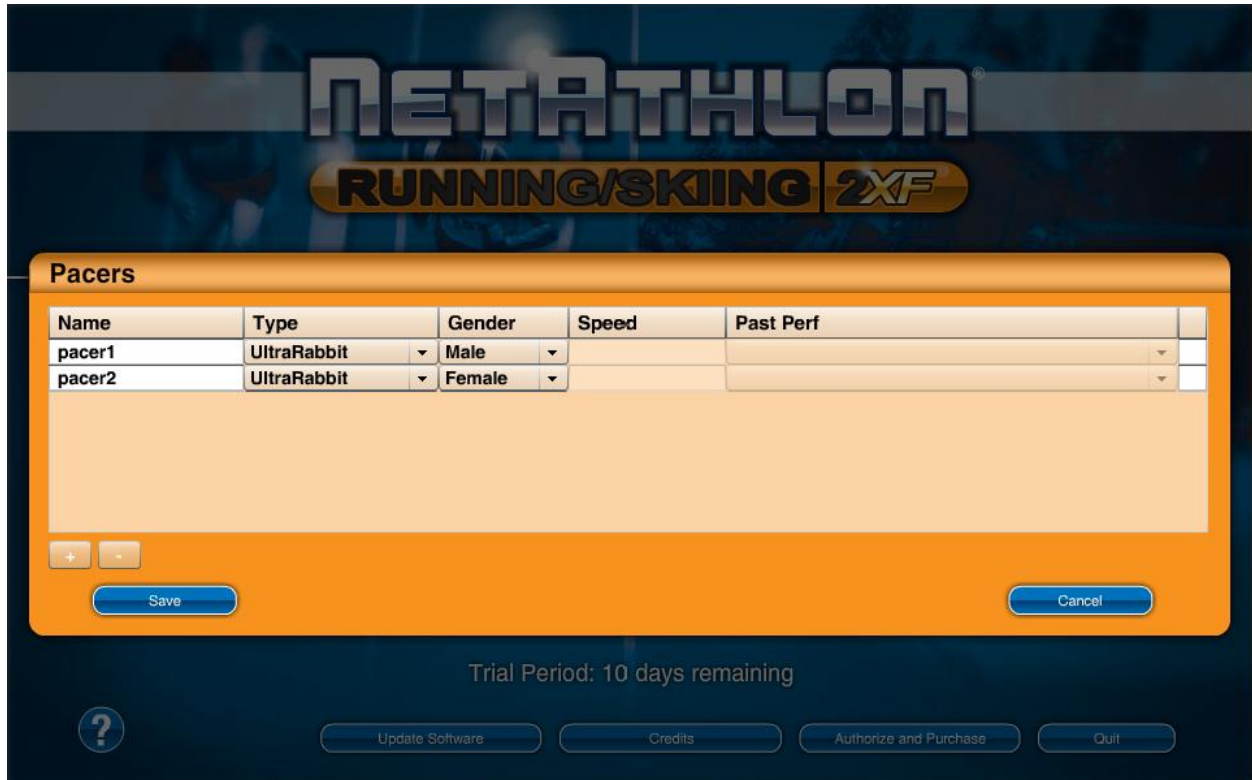 NETATHLON®
RUNNING/SKIING 2XF
Pacers
Name Type Gender Speed Past Perf
pacer1 UltraRabbit Male
pacer2 UltraRabbit Female
+ -
Save Cancel
Trial Period: 10 days remaining
? Update Software Credits Authorize and Purchase Quit